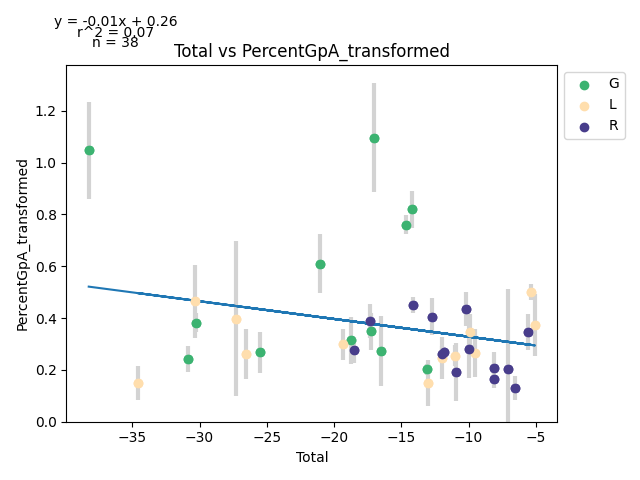 y = -0.01x + 0.26
r^2 = 0.07
n = 38
Total vs PercentGpA_transformed
G
L
R
PercentGpA_transformed
1.2
1.0
0.8
0.6
0.4
0.2
0.0
−35
−30
−25
−20
−15
−10
−5
Total